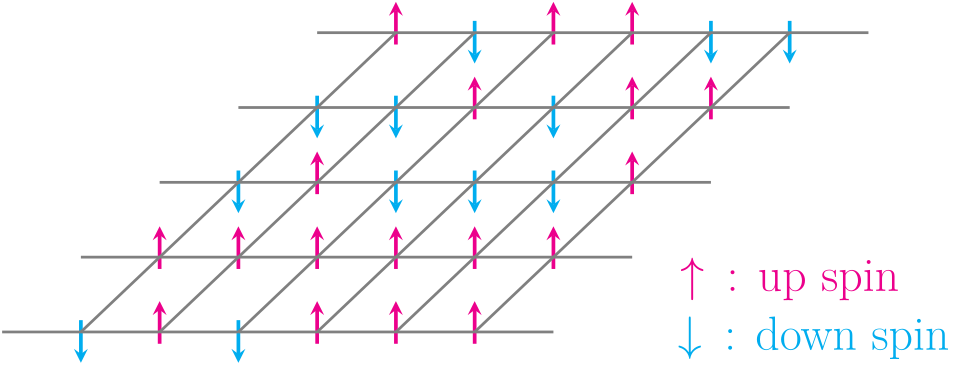 ↑ : up spin
↓ : down spin